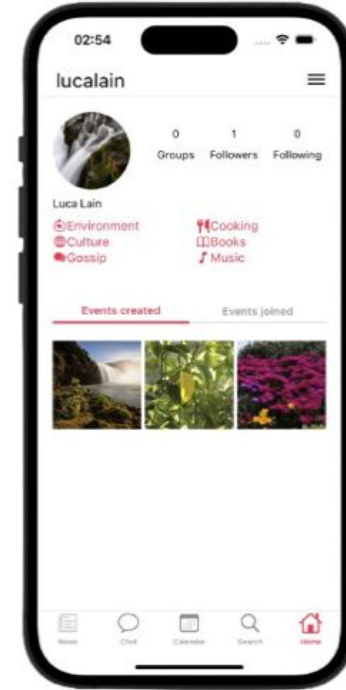 02:54
lucalain
0 1 0
Groups Followers Following
Luca Lain
Environment Cooking
Culture Books
Gossip Music
Events created Events joined
News Chat Calendar Search Home